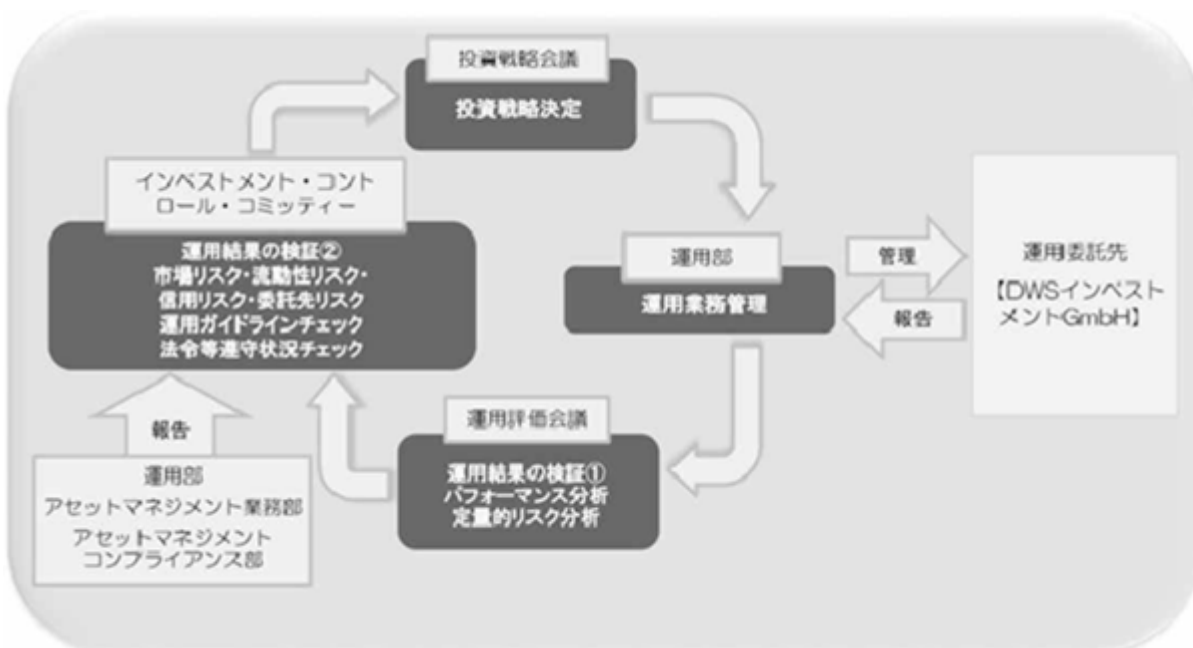 投資戦略会議
投資戦略決定
インベストメント・コント
ロール・コミッティー
運用結果の検証②
市場リスク・流動性リスク・
信用リスク・委託先リスク
運用ガイドラインチェック
法令等遵守状況チェック
運用部
運用業務管理
管理
報告
運用委託先
【DWSインベスト
メントGmbH】
運用評価会議
運用結果の検証①
パフォーマンス分析
定量的リスク分析
報告
運用部
アセットマネジメント業務部
アセットマネジメント
コンプライアンス部